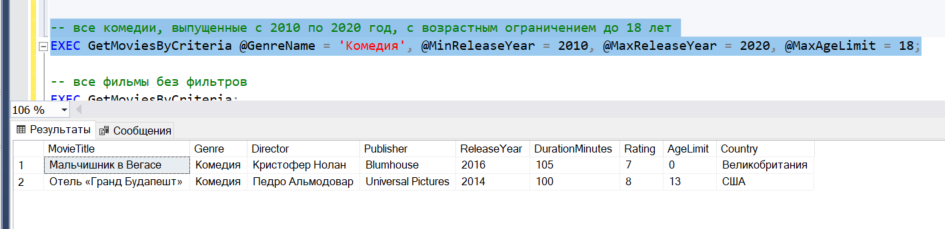 -- все комедии, выпущенные с 2010 по 2020 год, с возрастным ограничением до 18 лет
EXEC GetMoviesByCriteria @GenreName = 'Комедия', @MinReleaseYear = 2010, @MaxReleaseYear = 2020, @MaxAgeLimit = 18;
-- все фильмы без фильтров
EXEC GetMoviesByCriteria;
106 %
Результаты Сообщения
MovieTitle Genre Director Publisher ReleaseYear DurationMinutes Rating AgeLimit Country
1 Мальчишник в Вегасе Комедия Кристофер Нолан Blumhouse 2016 105 7 0 Великобритания
2 Отель «Гранд Будапешт» Комедия Педро Альмодовар Universal Pictures 2014 100 8 13 США